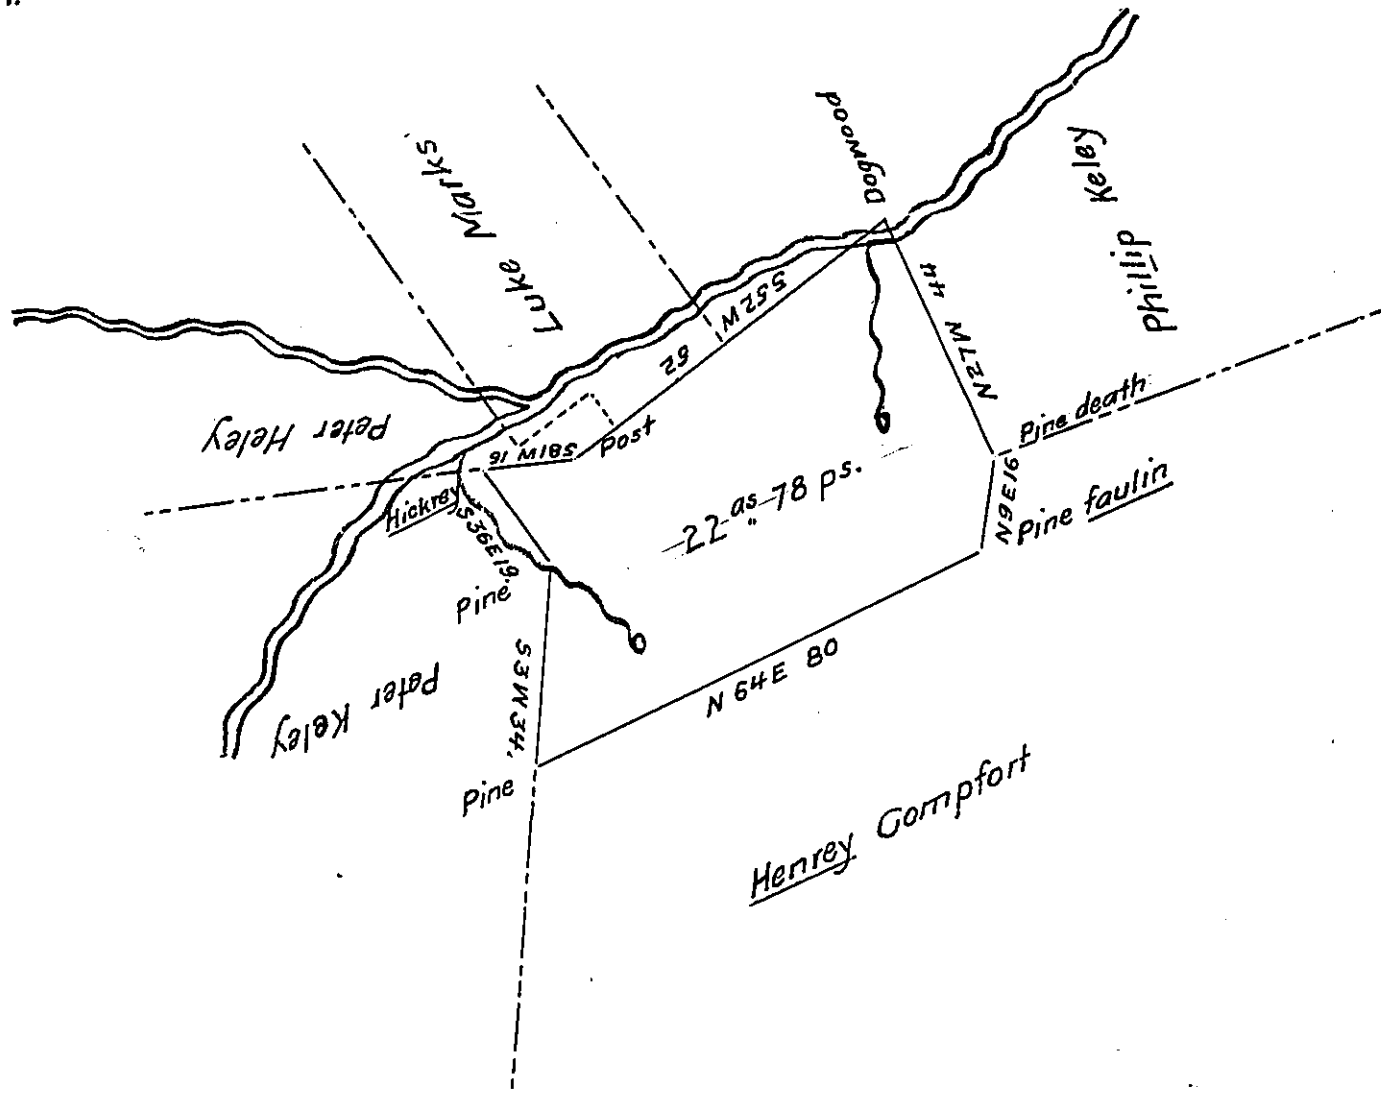 Dogwood
Luke Marks
Phillip Keley
S52W
62
44
N27W
Peter Heley
S81W 16
Post
Pine death
Hickrey
S36E19.
22 as 78 ps.
N9E16
Pine faulin
Pine
S3W34.
Peter Keley
N 64E 80
Pine
Henrey Compfort